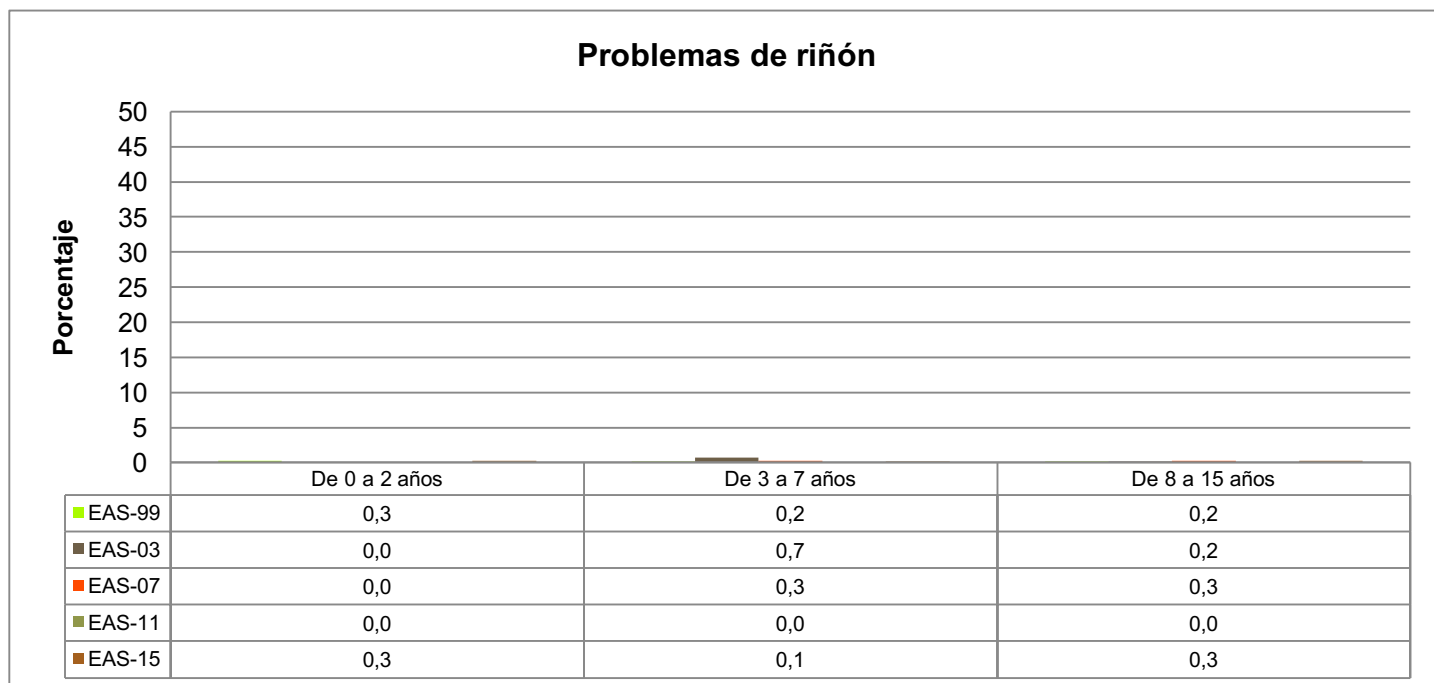 Problemas de riñón
Porcentaje
50
45
40
35
30
25
20
15
10
5
0
De 0 a 2 años De 3 a 7 años De 8 a 15 años
EAS-99 0,3 0,2 0,2
EAS-03 0,0 0,7 0,2
EAS-07 0,0 0,3 0,3
EAS-11 0,0 0,0 0,0
EAS-15 0,3 0,1 0,3